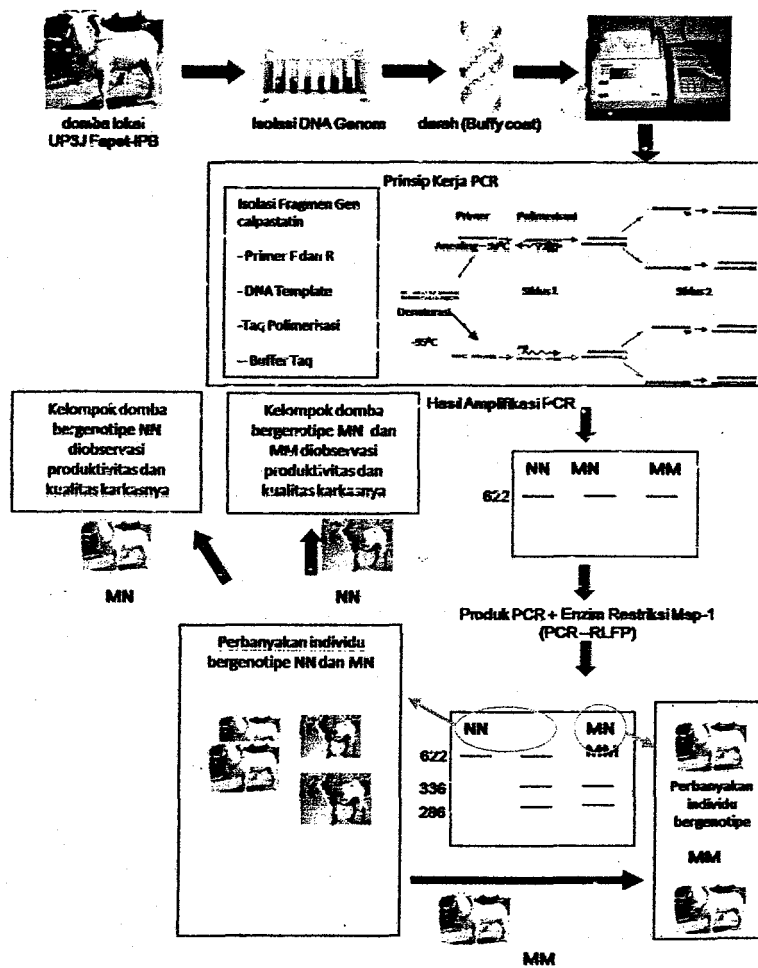 domba lokal
UP3J Fapet-IPB
Isolasi DNA Genom
darah (Buffy coat)
Prinsip Kerja PCR
Isolasi Fragmen Gen
calpastatin
-Primer F dan R
-DNA Template
-Taq Polimerisasi
-Buffer Taq
Primer
Polimerisasi
Annealing
Denaturasi
~95°C
Siklus 1
Siklus 2
Hasil Amplifikasi PCR
Kelompok domba
bergenotipe NN
diobservasi
produktivitas dan
kualitas karkasnya
Kelompok domba
bergenotipe MN dan
MM diobservasi
produktivitas dan
kualitas karkasnya
NN MN MM
622
MN
NN
Produk PCR + Enzim Restriksi Msp-1
(PCR-RLFP)
Perbanyakan individu
bergenotipe NN dan MN
NN MN
MM
622
336
286
Perbanyakan
individu
bergenotipe
MM
MM